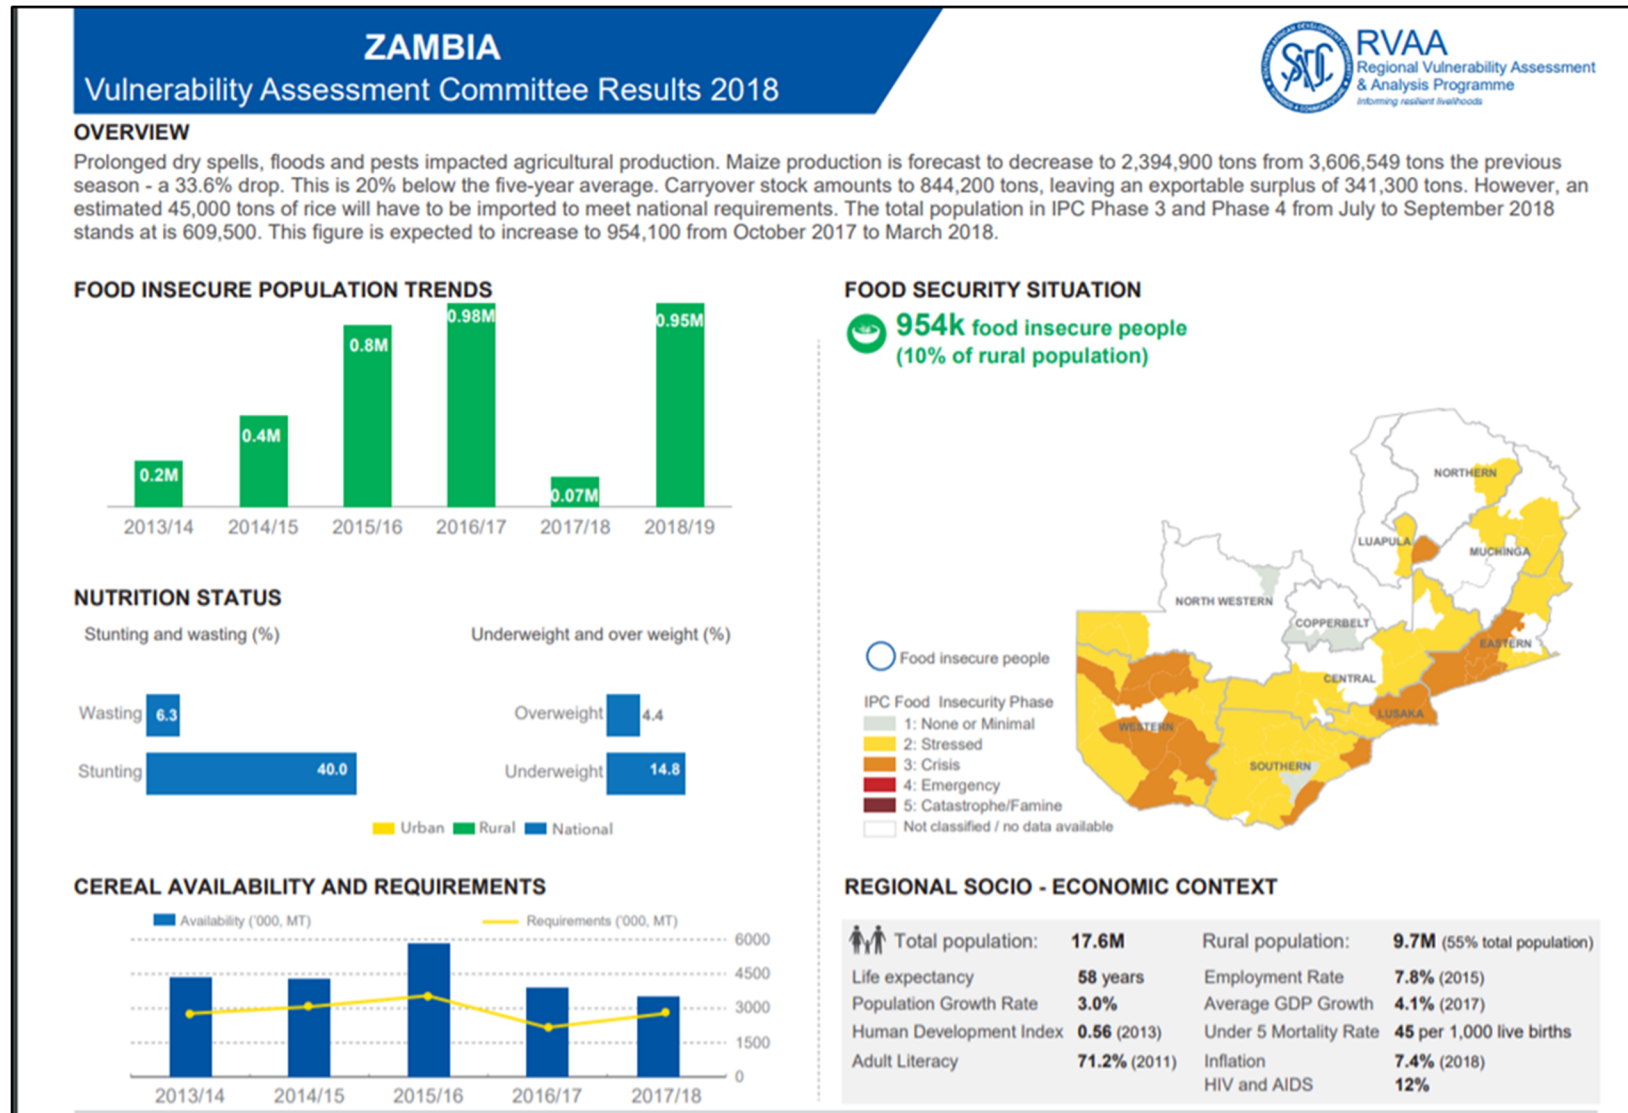 ZAMBIA
Vulnerability Assessment Committee Results 2018
SADC
RVAA
Regional Vulnerability Assessment
& Analysis Programme
Informing resilient livelihoods
OVERVIEW
Prolonged dry spells, floods and pests impacted agricultural production. Maize production is forecast to decrease to 2,394,900 tons from 3,606,549 tons the previous
season - a 33.6% drop. This is 20% below the five-year average. Carryover stock amounts to 844,200 tons, leaving an exportable surplus of 341,300 tons. However, an
estimated 45,000 tons of rice will have to be imported to meet national requirements. The total population in IPC Phase 3 and Phase 4 from July to September 2018
stands at is 609,500. This figure is expected to increase to 954,100 from October 2017 to March 2018.
FOOD INSECURE POPULATION TRENDS
0.2M
0.4M
0.8M
0.98M
0.07M
0.95M
2013/14 2014/15 2015/16 2016/17 2017/18 2018/19
NUTRITION STATUS
Stunting and wasting (%)
Underweight and over weight (%)
Wasting 6.3
Stunting 40.0
Overweight 4.4
Underweight 14.8
Urban Rural National
CEREAL AVAILABILITY AND REQUIREMENTS
Availability ('000, MT) Requirements ('000, MT)
6000
4500
3000
1500
0
2013/14 2014/15 2015/16 2016/17 2017/18
FOOD SECURITY SITUATION
954k food insecure people
(10% of rural population)
NORTHERN
LUAPULA
MUCHINGA
NORTH WESTERN
COPPERBELT
EASTERN
CENTRAL
LUSAKA
WESTERN
SOUTHERN
Food insecure people
IPC Food Insecurity Phase
1: None or Minimal
2: Stressed
3: Crisis
4: Emergency
5: Catastrophe/Famine
Not classified / no data available
REGIONAL SOCIO - ECONOMIC CONTEXT
Total population: 17.6M Rural population: 9.7M (55% total population)
Life expectancy 58 years Employment Rate 7.8% (2015)
Population Growth Rate 3.0% Average GDP Growth 4.1% (2017)
Human Development Index 0.56 (2013) Under 5 Mortality Rate 45 per 1,000 live births
Adult Literacy 71.2% (2011) Inflation 7.4% (2018)
HIV and AIDS 12%